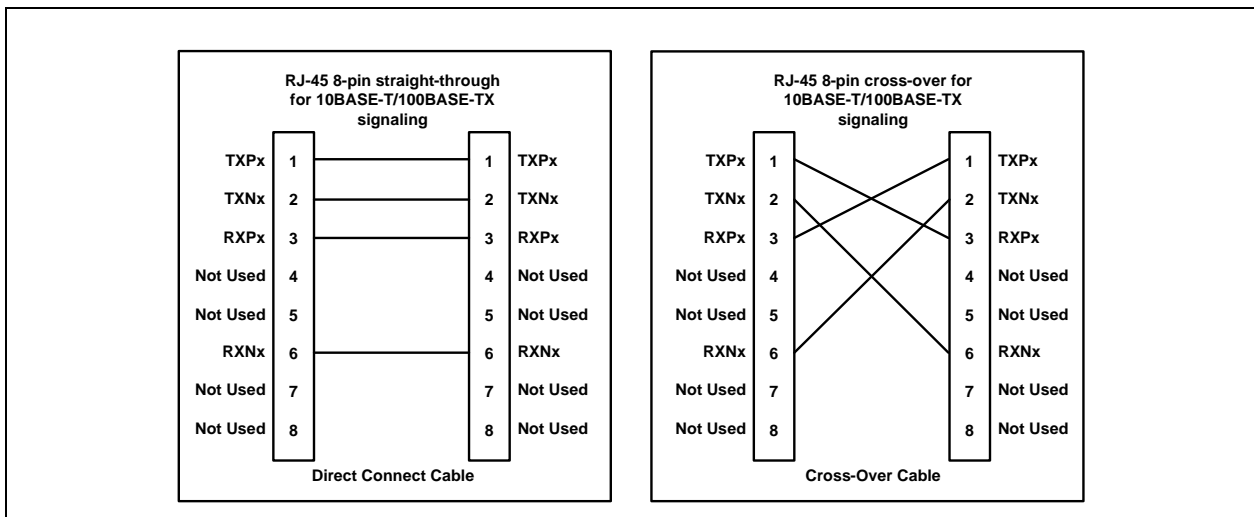 RJ-45 8-pin straight-through
for 10BASE-T/100BASE-TX
signaling
TXPx 1 1 TXPx
TXNx 2 2 TXNx
RXPx 3 3 RXPx
Not Used 4 4 Not Used
Not Used 5 5 Not Used
RXNx 6 6 RXNx
Not Used 7 7 Not Used
Not Used 8 8 Not Used
Direct Connect Cable
RJ-45 8-pin cross-over for
10BASE-T/100BASE-TX
signaling
TXPx 1 1 TXPx
TXNx 2 2 TXNx
RXPx 3 3 RXPx
Not Used 4 4 Not Used
Not Used 5 5 Not Used
RXNx 6 6 RXNx
Not Used 7 7 Not Used
Not Used 8 8 Not Used
Cross-Over Cable